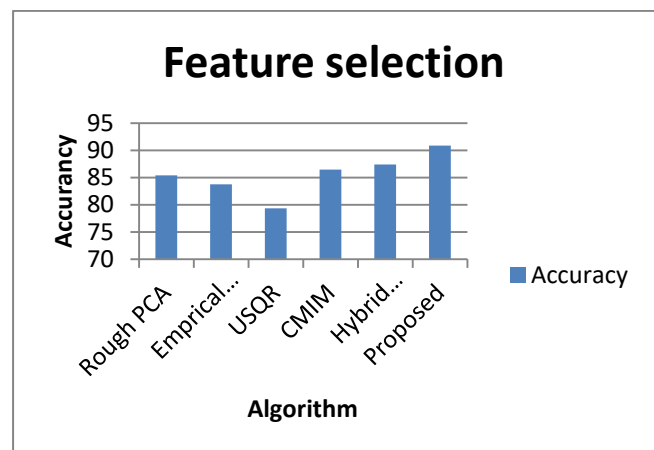 Feature selection
Accurancy
95
90
85
80
75
70
Rough PCA
Emprical...
USQR
CMIM
Hybrid...
Proposed
Accuracy
Algorithm